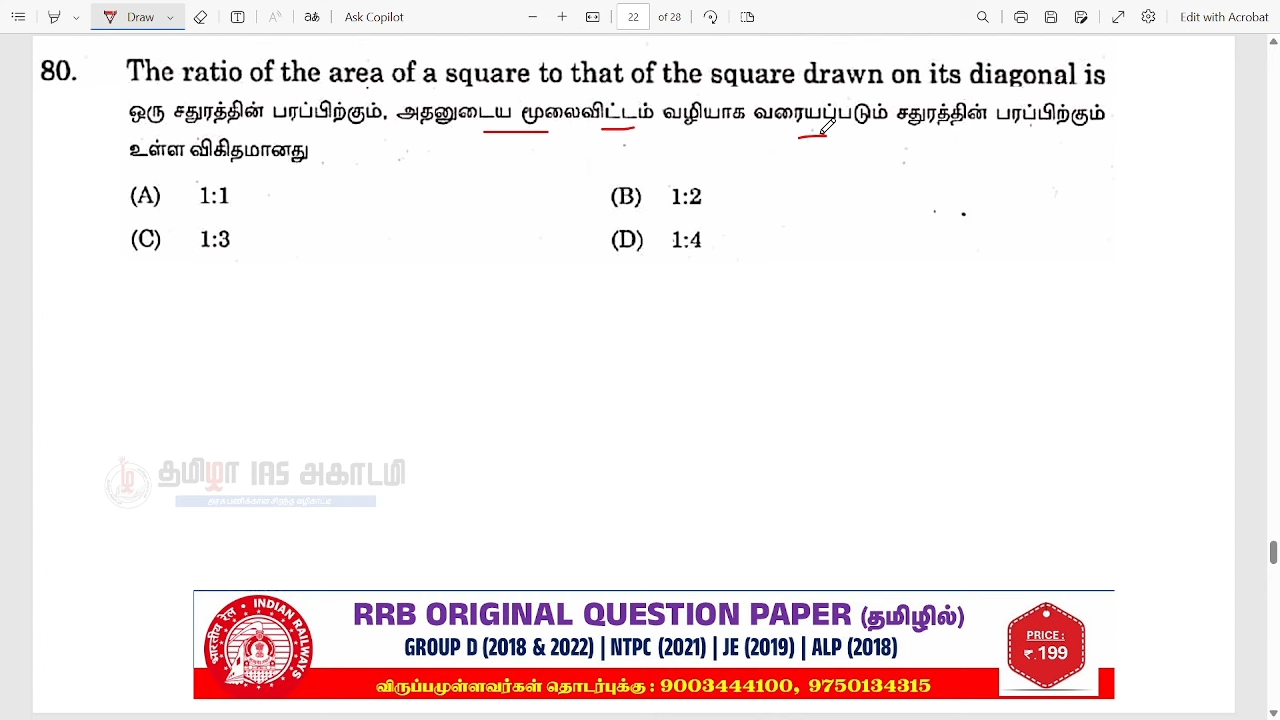 Draw
Ask Copilot
22 of 28
Edit with Acrobat
80. The ratio of the area of a square to that of the square drawn on its diagonal is
ஒரு சதுரத்தின் பரப்பிற்கும், அதனுடைய மூலைவிட்டம் வழியாக வரையப்படும் சதுரத்தின் பரப்பிற்கும்
உள்ள விகிதமானது
(A) 1:1 (B) 1:2
(C) 1:3 (D) 1:4
தமிழா IAS அகாடமி
RRB ORIGINAL QUESTION PAPER (தமிழில்)
GROUP D (2018 & 2022) | NTPC (2021) | JE (2019) | ALP (2018)
விருப்பமுள்ளவர்கள் தொடர்புக்கு : 9003444100, 9750134315
PRICE :
₹.199
भारतीय रेल • INDIAN RAILWAYS